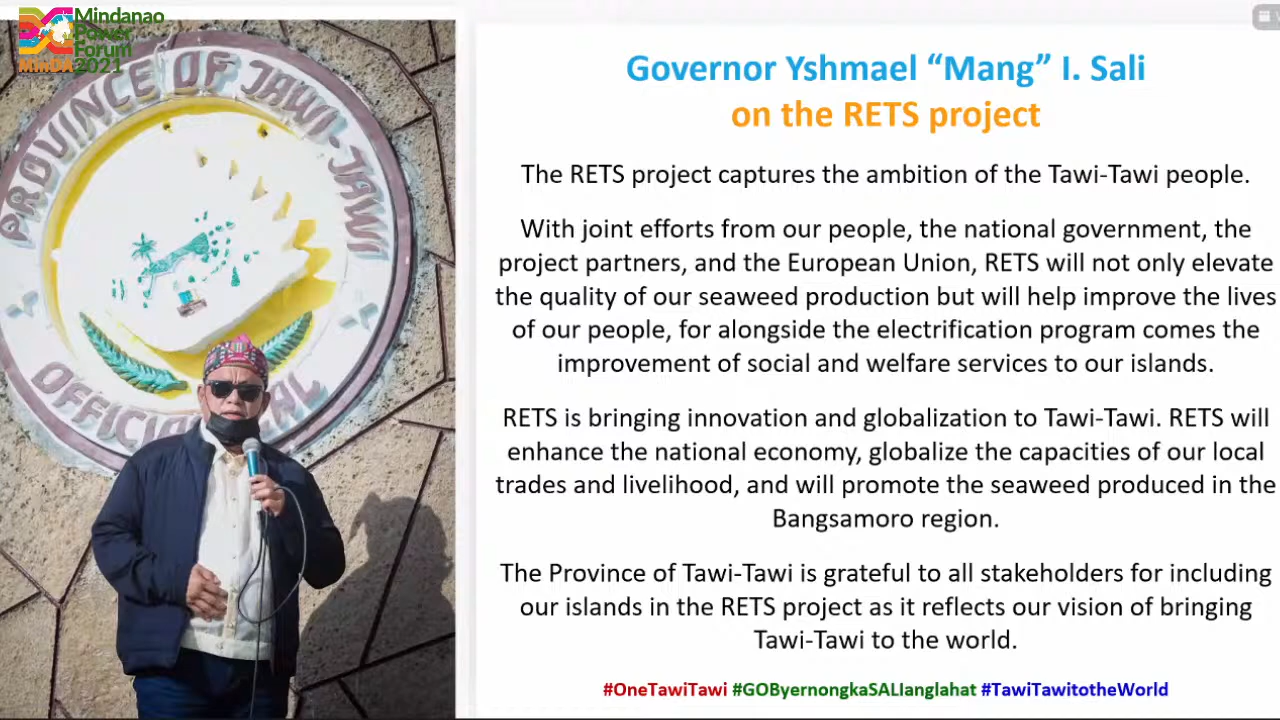 Mindanao
Power
Forum
2021
MinDA
PROVINCE OF TAWI-TAWI
OFFICIAL SEAL
Governor Yshmael “Mang” I. Sali
on the RETS project
The RETS project captures the ambition of the Tawi-Tawi people.
With joint efforts from our people, the national government, the
project partners, and the European Union, RETS will not only elevate
the quality of our seaweed production but will help improve the lives
of our people, for alongside the electrification program comes the
improvement of social and welfare services to our islands.
RETS is bringing innovation and globalization to Tawi-Tawi. RETS will
enhance the national economy, globalize the capacities of our local
trades and livelihood, and will promote the seaweed produced in the
Bangsamoro region.
The Province of Tawi-Tawi is grateful to all stakeholders for including
our islands in the RETS project as it reflects our vision of bringing
Tawi-Tawi to the world.
#OneTawiTawi #GOByernongkaSALIanglahat #TawiTawitotheWorld